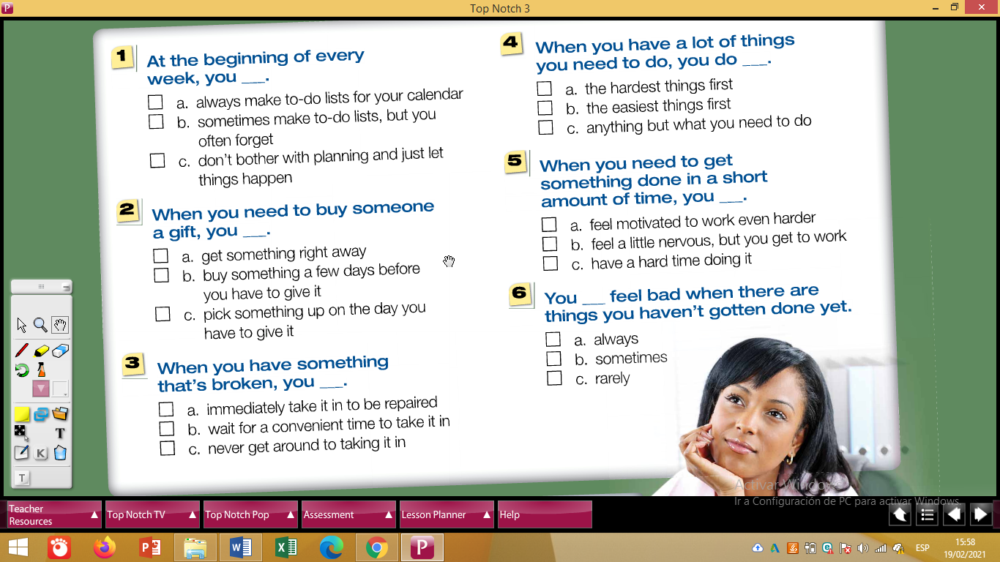 Top Notch 3
1
At the beginning of every
week, you ___.
a. always make to-do lists for your calendar
b. sometimes make to-do lists, but you
often forget
c. don't bother with planning and just let
things happen
2
When you need to buy someone
a gift, you ___.
a. get something right away
b. buy something a few days before
you have to give it
c. pick something up on the day you
have to give it
3
When you have something
that's broken, you ___.
a. immediately take it in to be repaired
b. wait for a convenient time to take it in
c. never get around to taking it in
4
When you have a lot of things
you need to do, you do ___.
a. the hardest things first
b. the easiest things first
c. anything but what you need to do
5
When you need to get
something done in a short
amount of time, you ___.
a. feel motivated to work even harder
b. feel a little nervous, but you get to work
c. have a hard time doing it
6
You ___ feel bad when there are
things you haven't gotten done yet.
a. always
b. sometimes
c. rarely
T
K
T
Activar Windows
Ir a Configuración de PC para activar Windows.
Teacher
Resources
Top Notch TV
Top Notch Pop
Assessment
Lesson Planner
Help
ESP
15:58
19/02/2021